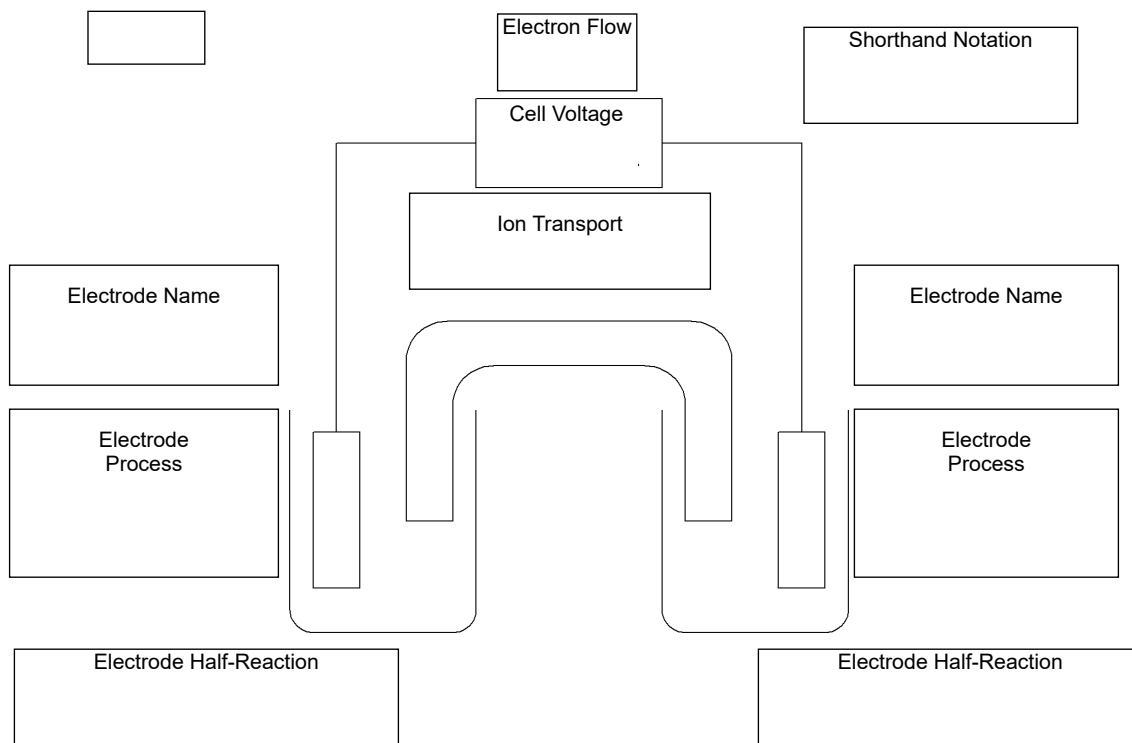 Electron Flow
Shorthand Notation
Cell Voltage
Ion Transport
Electrode Name
Electrode Name
Electrode
Process
Electrode
Process
Electrode Half-Reaction
Electrode Half-Reaction